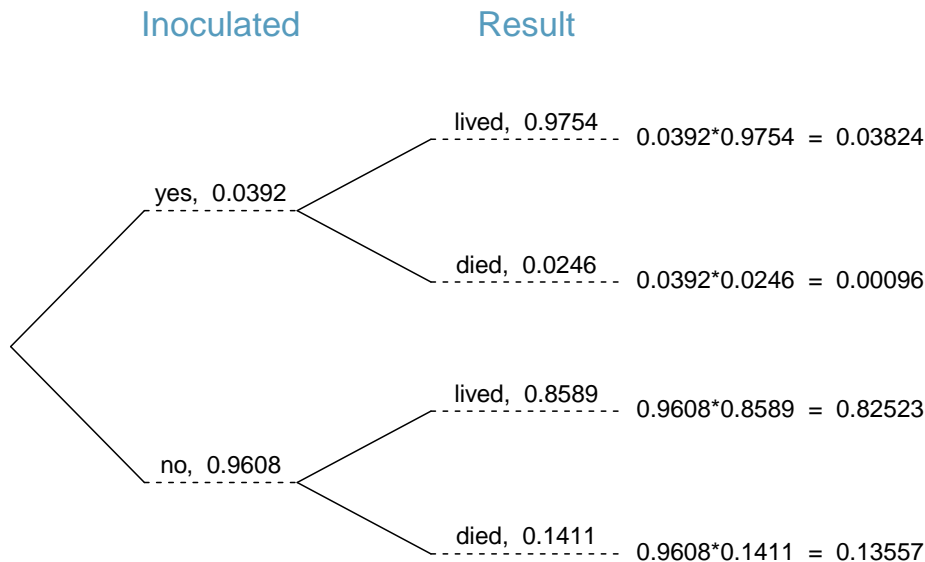 Inoculated Result
lived, 0.9754
0.0392*0.9754 = 0.03824
yes, 0.0392
died, 0.0246
0.0392*0.0246 = 0.00096
lived, 0.8589
0.9608*0.8589 = 0.82523
no, 0.9608
died, 0.1411
0.9608*0.1411 = 0.13557